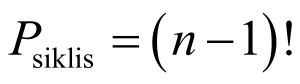 P_siklis = (n − 1)!